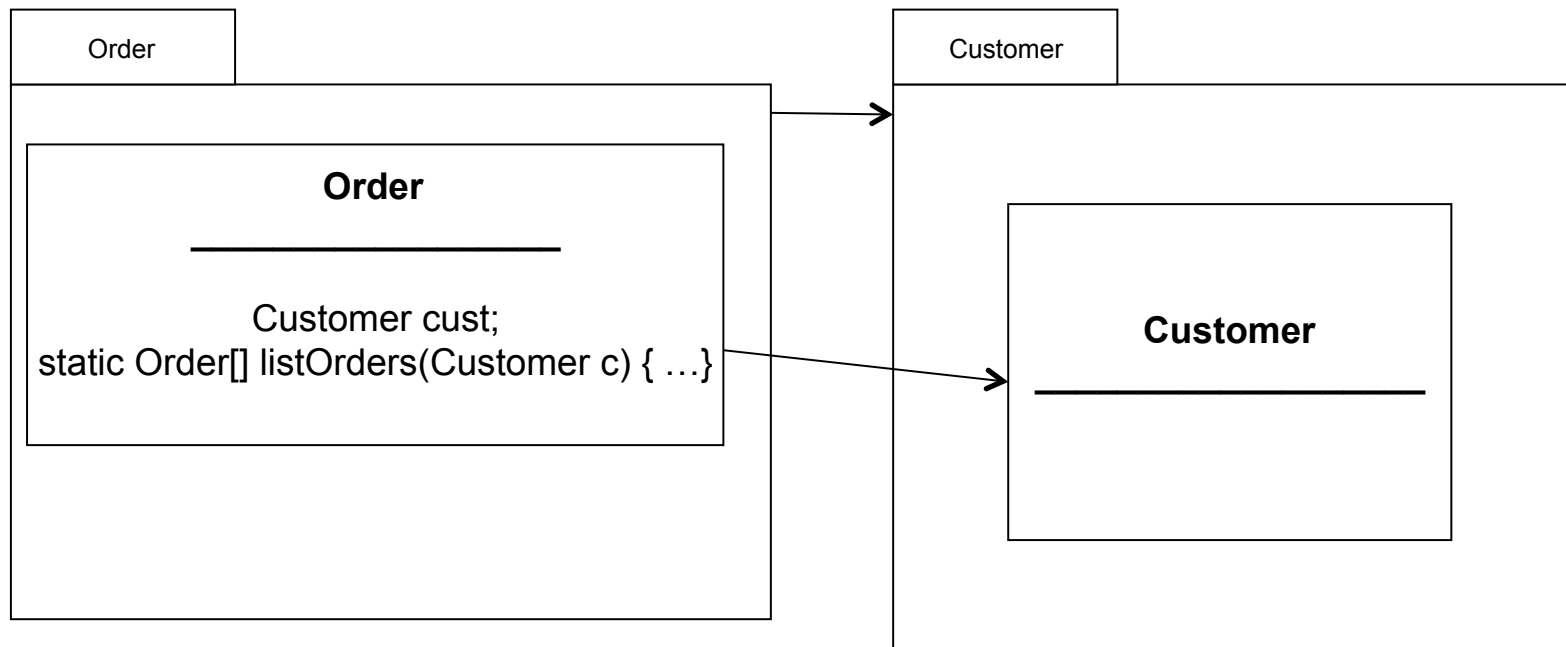 Order
Customer
Order
Customer cust;
static Order[] listOrders(Customer c) { …}
Customer